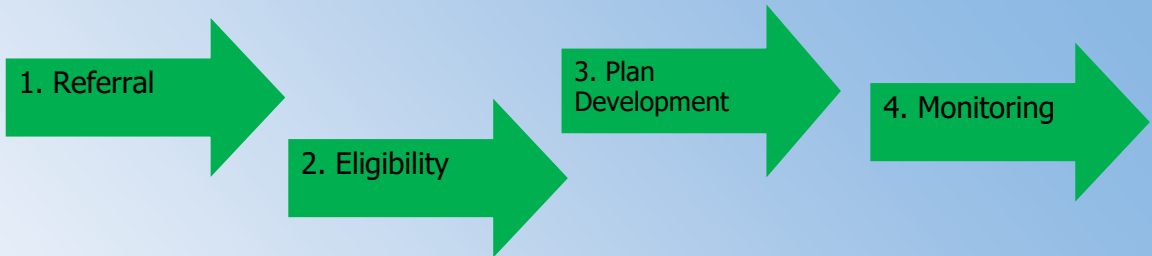 1. Referral
2. Eligibility
3. Plan
Development
4. Monitoring